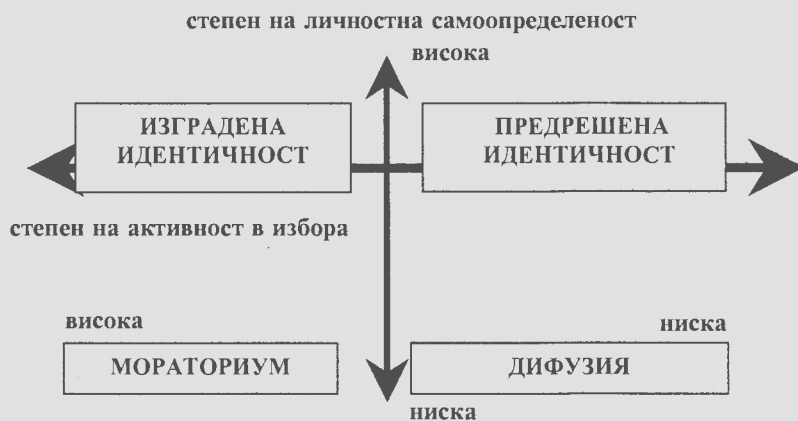 степен на личностна самоопределеност
висока
ИЗГРАДЕНА
ИДЕНТИЧНОСТ
ПРЕДРЕШЕНА
ИДЕНТИЧНОСТ
степен на активност в избора
висока
ниска
МОРАТОРИУМ
ДИФУЗИЯ
ниска